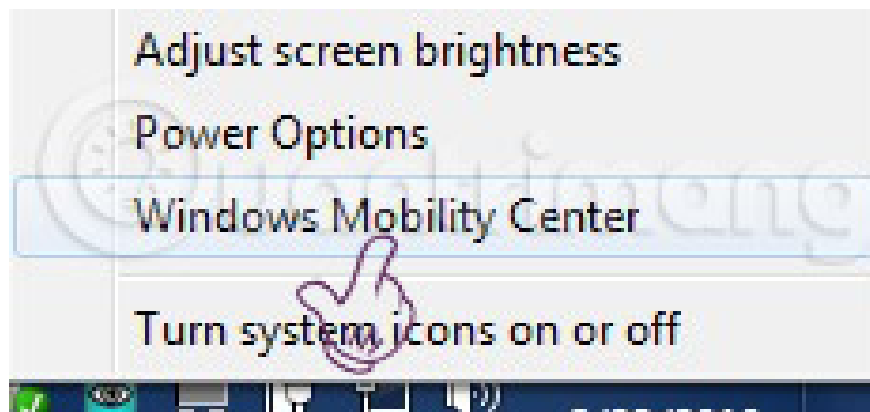 Adjust screen brightness
Power Options
Windows Mobility Center
Turn system icons on or off